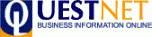 QUESTNET
BUSINESS INFORMATION ONLINE